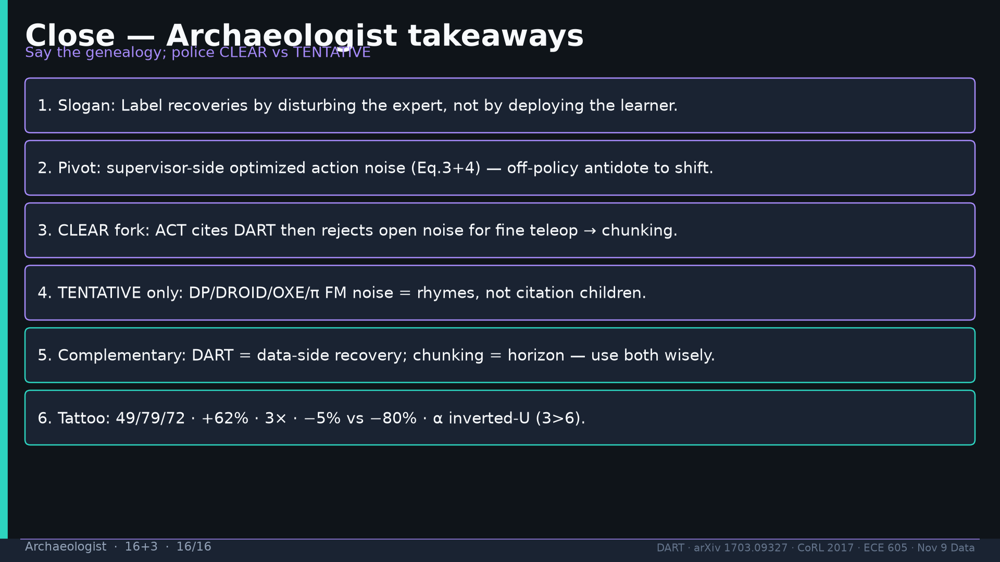 Close — Archaeologist takeaways
Say the genealogy; police CLEAR vs TENTATIVE
1. Slogan: Label recoveries by disturbing the expert, not by deploying the learner.
2. Pivot: supervisor-side optimized action noise (Eq.3+4) — off-policy antidote to shift.
3. CLEAR fork: ACT cites DART then rejects open noise for fine teleop → chunking.
4. TENTATIVE only: DP/DROID/OXE/π FM noise = rhymes, not citation children.
5. Complementary: DART = data-side recovery; chunking = horizon — use both wisely.
6. Tattoo: 49/79/72 · +62% · 3× · −5% vs −80% · α inverted-U (3>6).
Archaeologist · 16+3 · 16/16
DART · arXiv 1703.09327 · CoRL 2017 · ECE 605 · Nov 9 Data